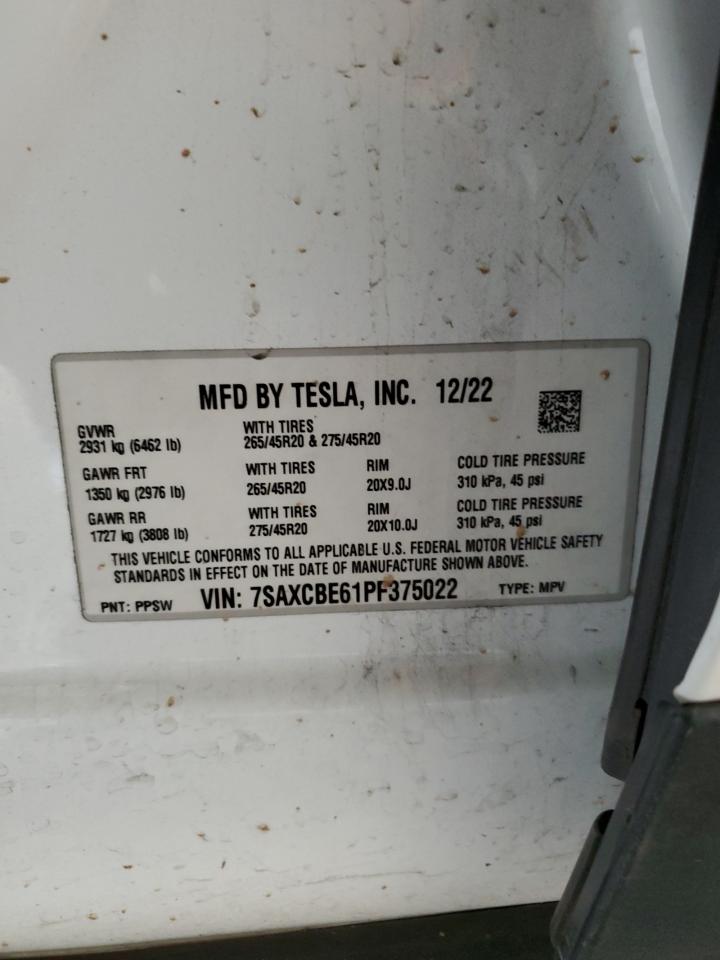 MFD BY TESLA, INC. 12/22
GVWR WITH TIRES
2931 kg (6462 lb) 265/45R20 & 275/45R20
GAWR FRT WITH TIRES RIM COLD TIRE PRESSURE
1350 kg (2976 lb) 265/45R20 20X9.0J 310 kPa, 45 psi
GAWR RR WITH TIRES RIM COLD TIRE PRESSURE
1727 kg (3808 lb) 275/45R20 20X10.0J 310 kPa, 45 psi
THIS VEHICLE CONFORMS TO ALL APPLICABLE U.S. FEDERAL MOTOR VEHICLE SAFETY
STANDARDS IN EFFECT ON THE DATE OF MANUFACTURE SHOWN ABOVE.
PNT: PPSW VIN: 7SAXCBE61PF375022 TYPE: MPV